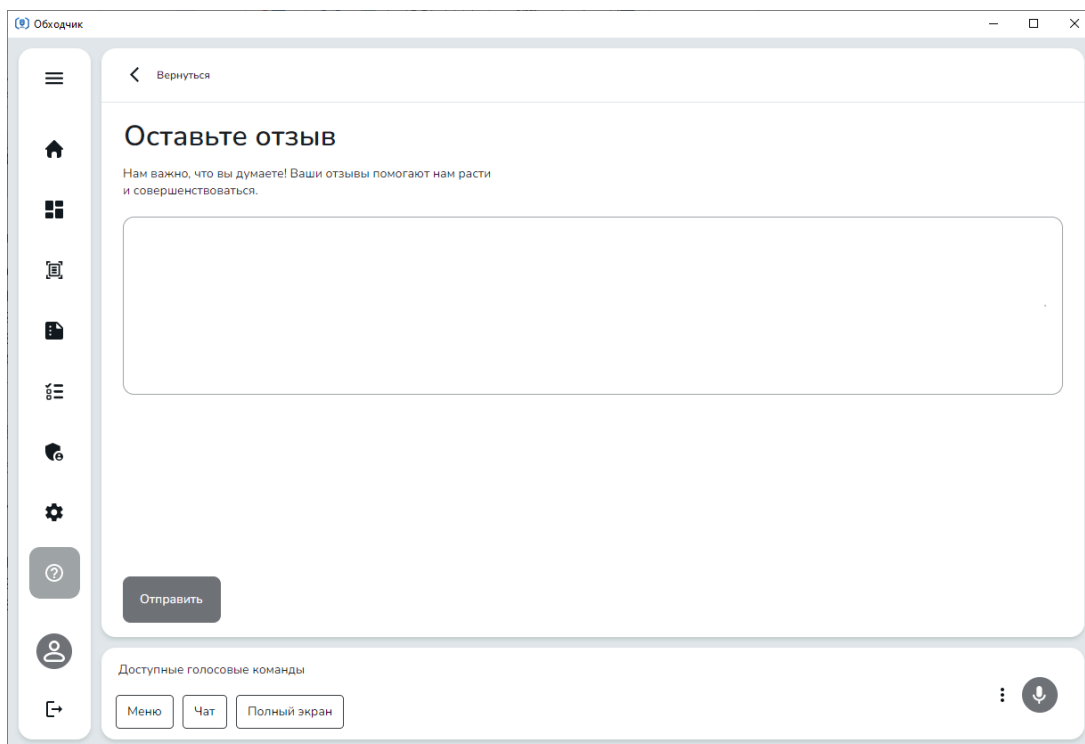 Обходчик
Вернуться
Оставьте отзыв
Нам важно, что вы думаете! Ваши отзывы помогают нам расти
и совершенствоваться.
Отправить
Доступные голосовые команды
Меню
Чат
Полный экран